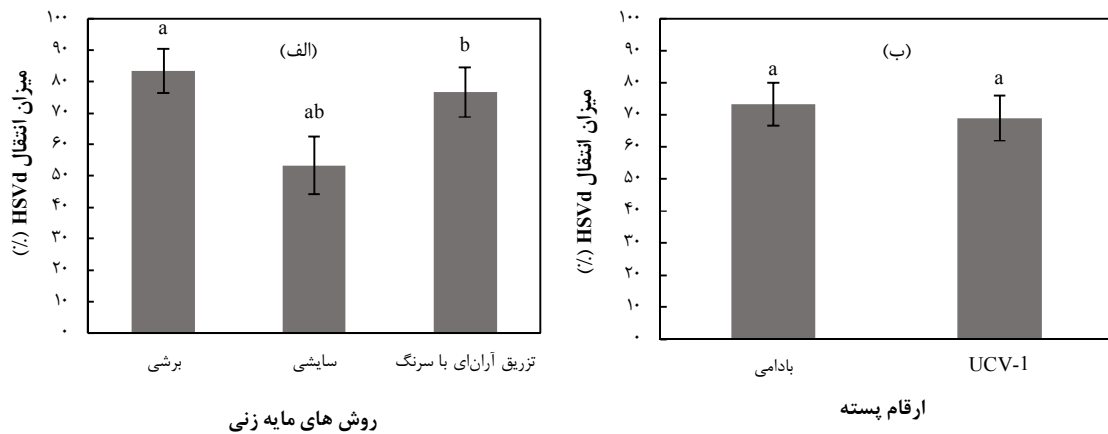 میزان انتقال HSVd (٪)
۱۰۰
۹۰
۸۰
۷۰
۶۰
۵۰
۴۰
۳۰
۲۰
۱۰
۰
(الف)
a
ab
b
برشی
سایشی
تزریق آران‌ای با سرنگ
روش های مایه زنی
میزان انتقال HSVd (٪)
۱۰۰
۹۰
۸۰
۷۰
۶۰
۵۰
۴۰
۳۰
۲۰
۱۰
۰
(ب)
a
a
بادامی
UCV-1
ارقام پسته